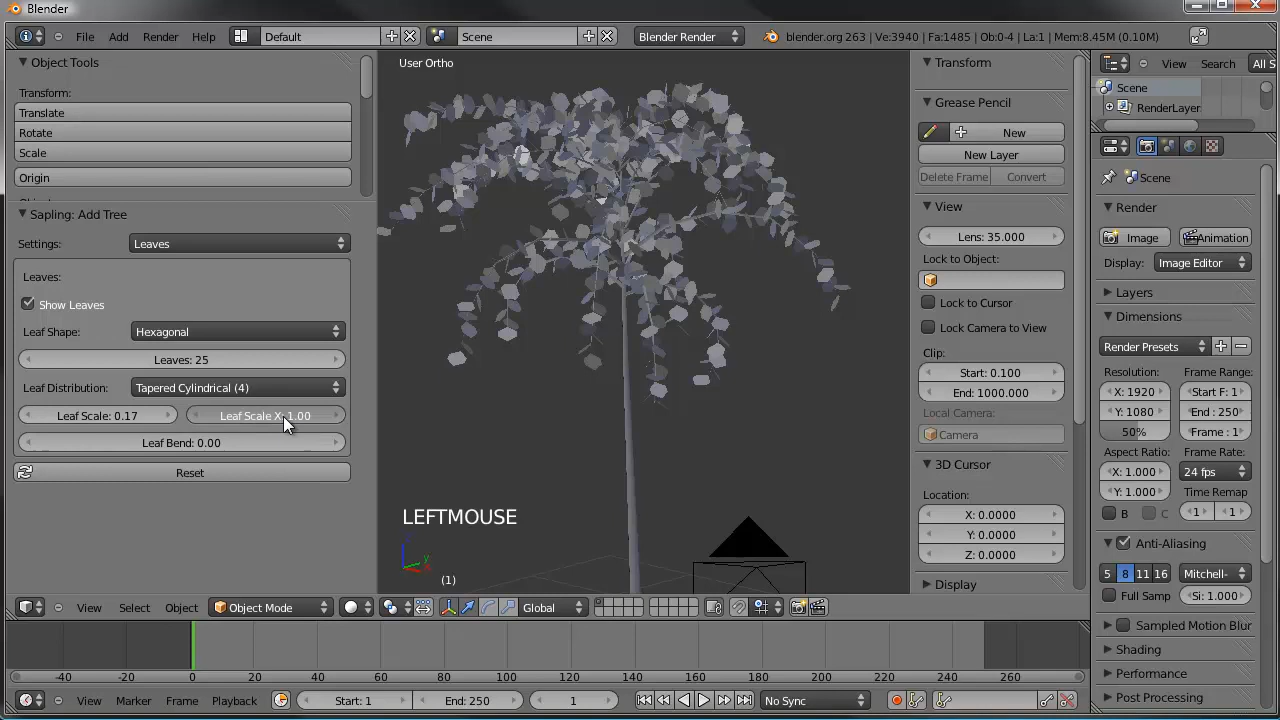 Blender
File Add Render Help Default Scene Blender Render blender.org 263 | Ve:3940 | Fa:1485 | Ob:0-4 | La:1 | Mem:8.45M (0.10M)
Object Tools
Transform:
Translate
Rotate
Scale
Origin
Sapling: Add Tree
Settings: Leaves
Leaves:
Show Leaves
Leaf Shape: Hexagonal
Leaves: 25
Leaf Distribution: Tapered Cylindrical (4)
Leaf Scale: 0.17 Leaf Scale X: 1.00
Leaf Bend: 0.00
Reset
User Ortho
LEFTMOUSE
z
y
x
(1)
Transform
Grease Pencil
New
New Layer
Delete Frame Convert
View
Lens: 35.000
Lock to Object:
Lock to Cursor
Lock Camera to View
Clip:
Start: 0.100
End: 1000.000
Local Camera:
Camera
3D Cursor
Location:
X: 0.0000
Y: 0.0000
Z: 0.0000
Display
View Search All S
Scene
RenderLayer
Scene
Render
Image Animation
Display: Image Editor
Layers
Dimensions
Render Presets
Resolution: Frame Range:
X: 1920 Start F: 1
Y: 1080 End : 250
50% Frame : 1
Aspect Ratio: Frame Rate:
X: 1.000 24 fps
Y: 1.000 Time Remap
B C 1 1
Anti-Aliasing
5 8 11 16 Mitchell-
Full Samp Si: 1.000
Sampled Motion Blur
Shading
Performance
Post Processing
View Select Object Object Mode Global
-40 -20 0 20 40 60 80 100 120 140 160 180 200 220 240 260 280
View Marker Frame Playback Start: 1 End: 250 1 No Sync